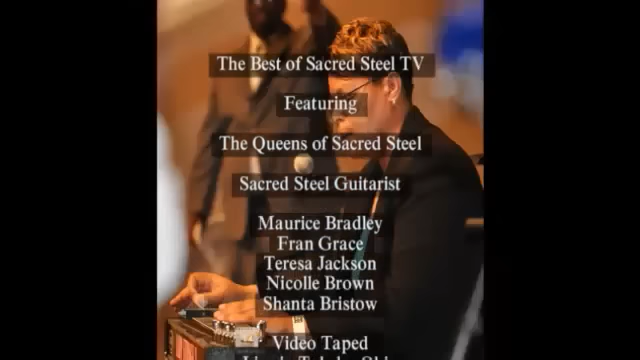 The Best of Sacred Steel TV
Featuring
The Queens of Sacred Steel
Sacred Steel Guitarist
Maurice Bradley
Fran Grace
Teresa Jackson
Nicolle Brown
Shanta Bristow
Video Taped